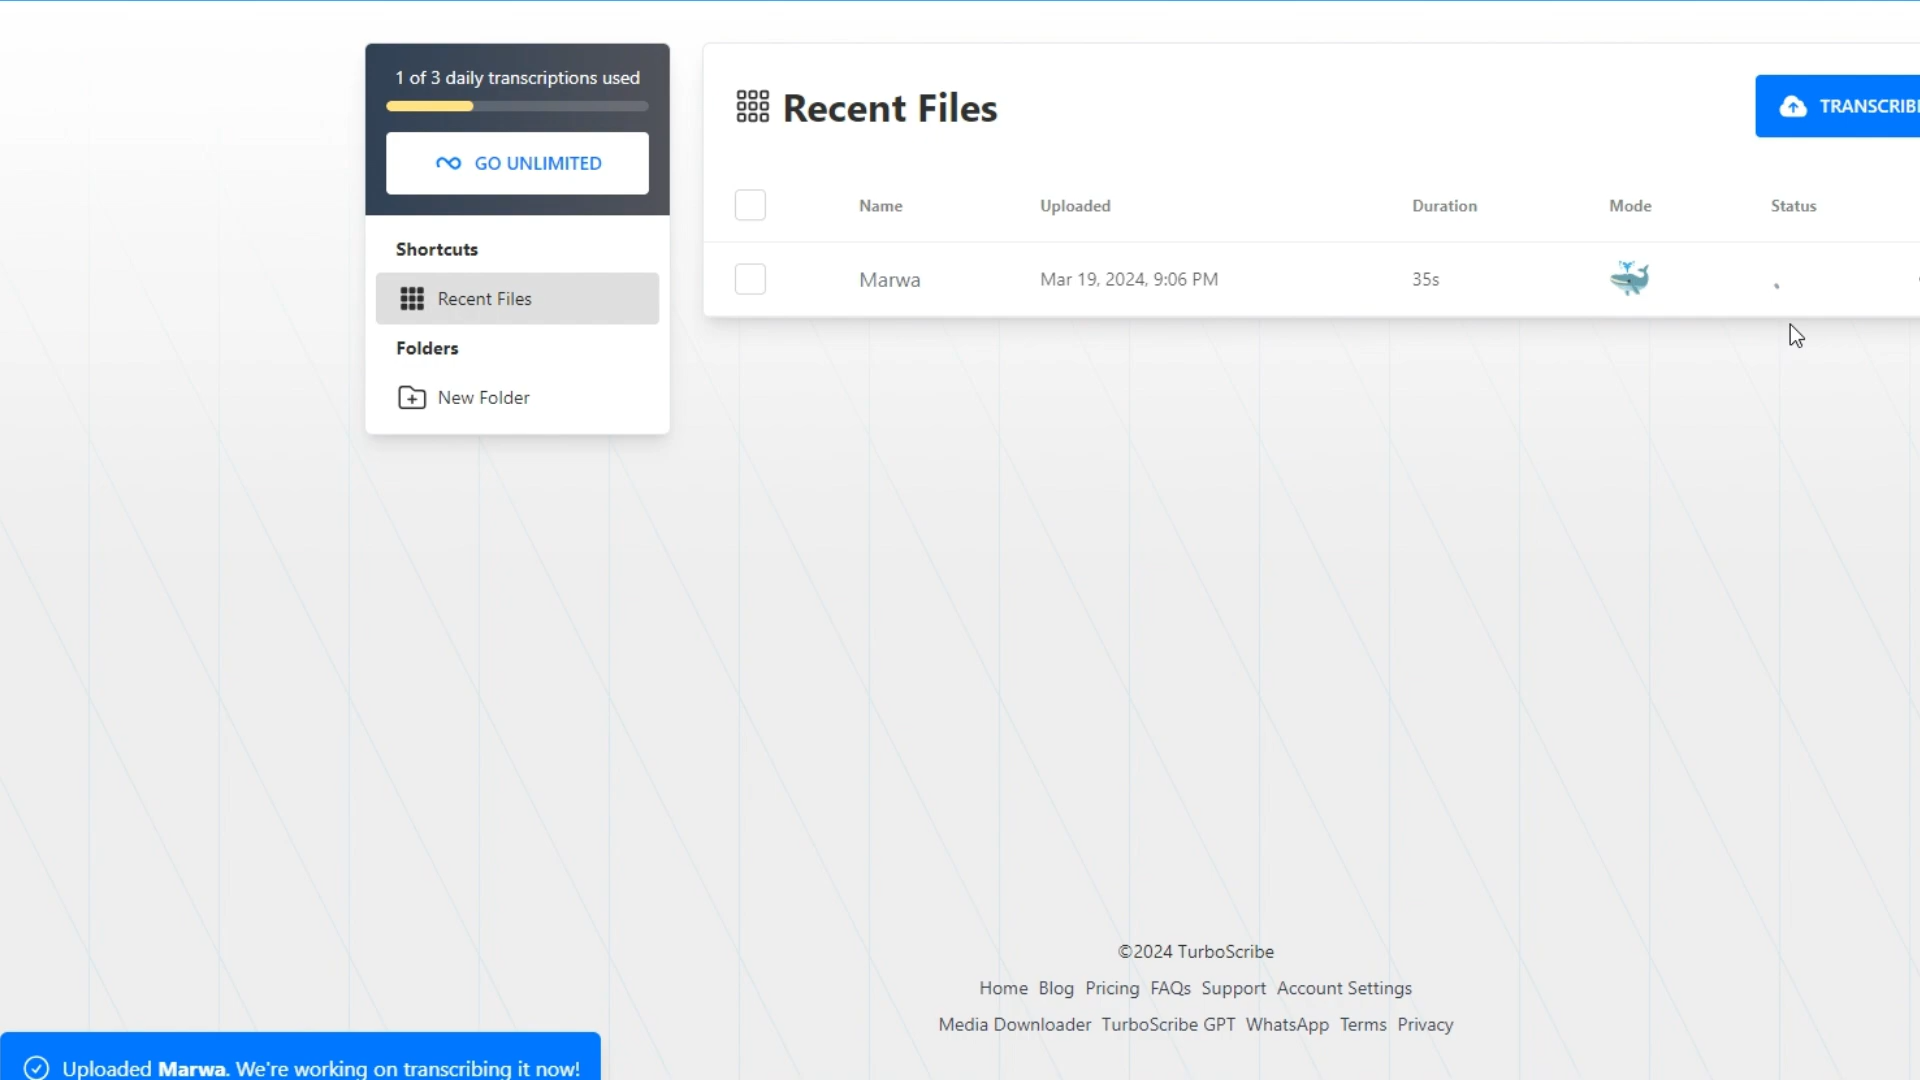 1 of 3 daily transcriptions used
GO UNLIMITED
Shortcuts
Recent Files
Folders
New Folder
Recent Files
Name Uploaded Duration Mode Status
Marwa Mar 19, 2024, 9:06 PM 35s
©2024 TurboScribe
Home Blog Pricing FAQs Support Account Settings
Media Downloader TurboScribe GPT WhatsApp Terms Privacy
Uploaded Marwa. We're working on transcribing it now!